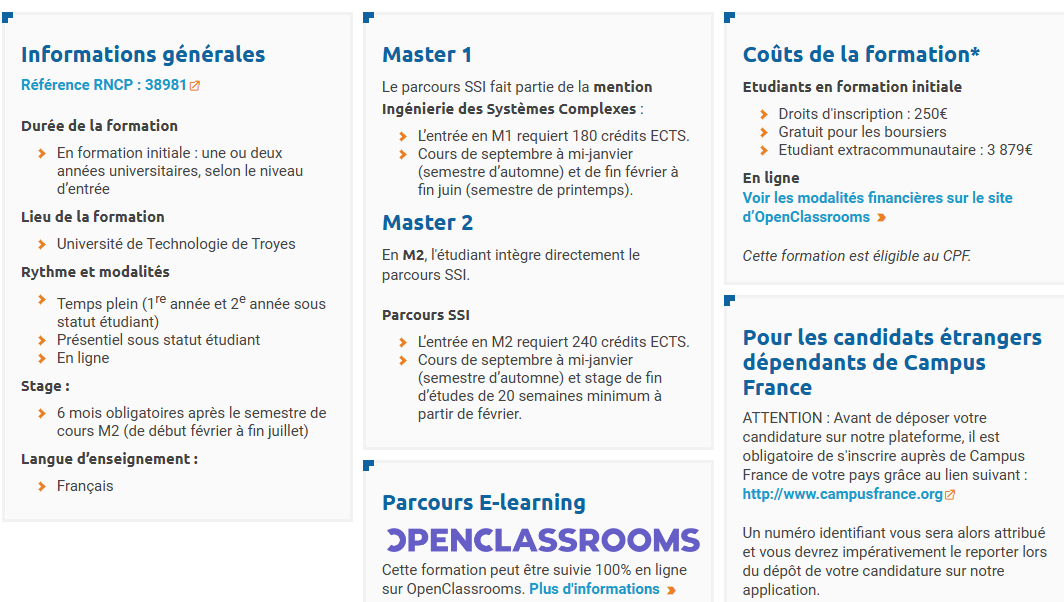 Informations générales
Référence RNCP : 38981
Durée de la formation
En formation initiale : une ou deux
années universitaires, selon le niveau
d’entrée
Lieu de la formation
Université de Technologie de Troyes
Rythme et modalités
Temps plein (1re année et 2e année sous
statut étudiant)
Présentiel sous statut étudiant
En ligne
Stage :
6 mois obligatoires après le semestre de
cours M2 (de début février à fin juillet)
Langue d’enseignement :
Français
Master 1
Le parcours SSI fait partie de la mention
Ingénierie des Systèmes Complexes :
L’entrée en M1 requiert 180 crédits ECTS.
Cours de septembre à mi-janvier
(semestre d’automne) et de fin février à
fin juin (semestre de printemps).
Master 2
En M2, l'étudiant intègre directement le
parcours SSI.
Parcours SSI
L’entrée en M2 requiert 240 crédits ECTS.
Cours de septembre à mi-janvier
(semestre d’automne) et stage de fin
d’études de 20 semaines minimum à
partir de février.
Parcours E-learning
OPENCLASSROOMS
Cette formation peut être suivie 100% en ligne
sur OpenClassrooms. Plus d'informations
Coûts de la formation*
Etudiants en formation initiale
Droits d'inscription : 250€
Gratuit pour les boursiers
Etudiant extracommunautaire : 3 879€
En ligne
Voir les modalités financières sur le site
d’OpenClassrooms
Cette formation est éligible au CPF.
Pour les candidats étrangers
dépendants de Campus
France
ATTENTION : Avant de déposer votre
candidature sur notre plateforme, il est
obligatoire de s'inscrire auprès de Campus
France de votre pays grâce au lien suivant :
http://www.campusfrance.org
Un numéro identifiant vous sera alors attribué
et vous devrez impérativement le reporter lors
du dépôt de votre candidature sur notre
application.